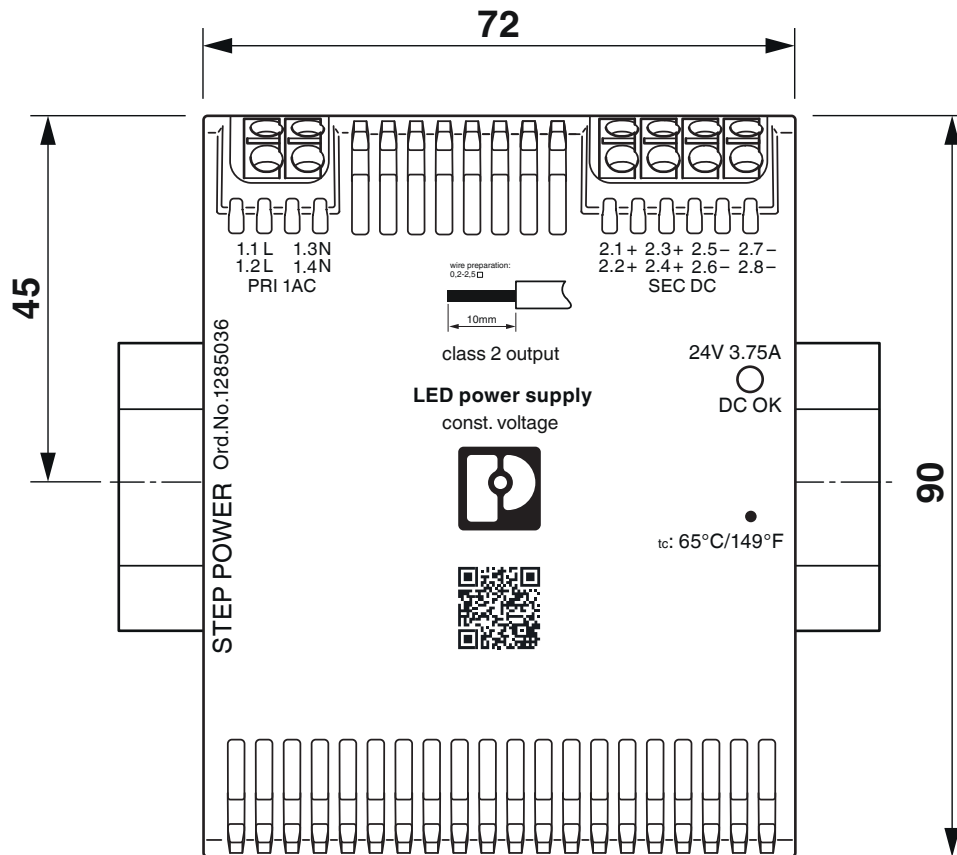 72
45
90
1.1 L 1.3 N
1.2 L 1.4 N
PRI 1AC
2.1 + 2.3 + 2.5 – 2.7 –
2.2 + 2.4 + 2.6 – 2.8 –
SEC DC
wire preparation:
0,2-2,5 □
10mm
class 2 output
24V 3.75A
DC OK
LED power supply
const. voltage
tc: 65°C/149°F
STEP POWER Ord.No.1285036